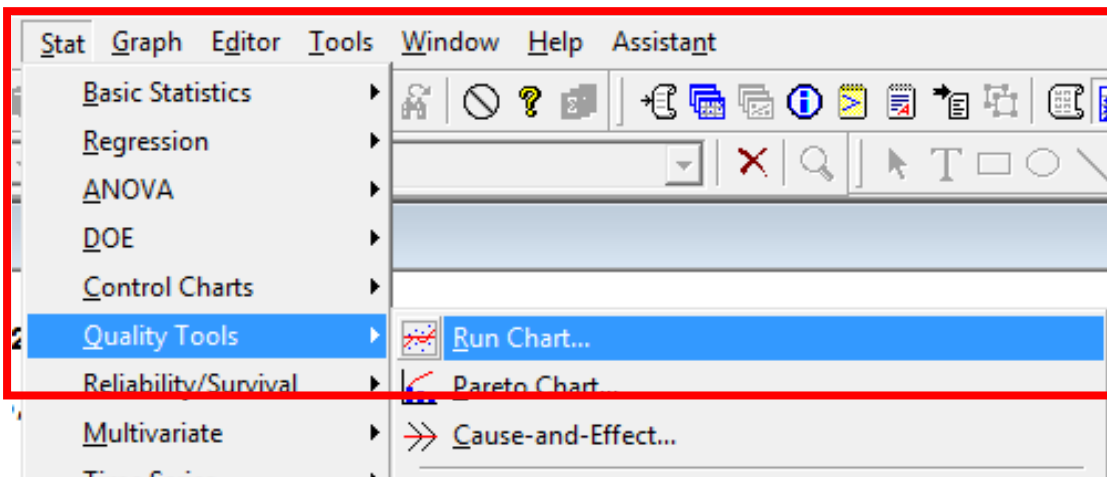 Stat Graph Editor Tools Window Help Assistant
Basic Statistics
Regression
ANOVA
DOE
Control Charts
Quality Tools
Run Chart...
Reliability/Survival
Pareto Chart...
Multivariate
Cause-and-Effect...